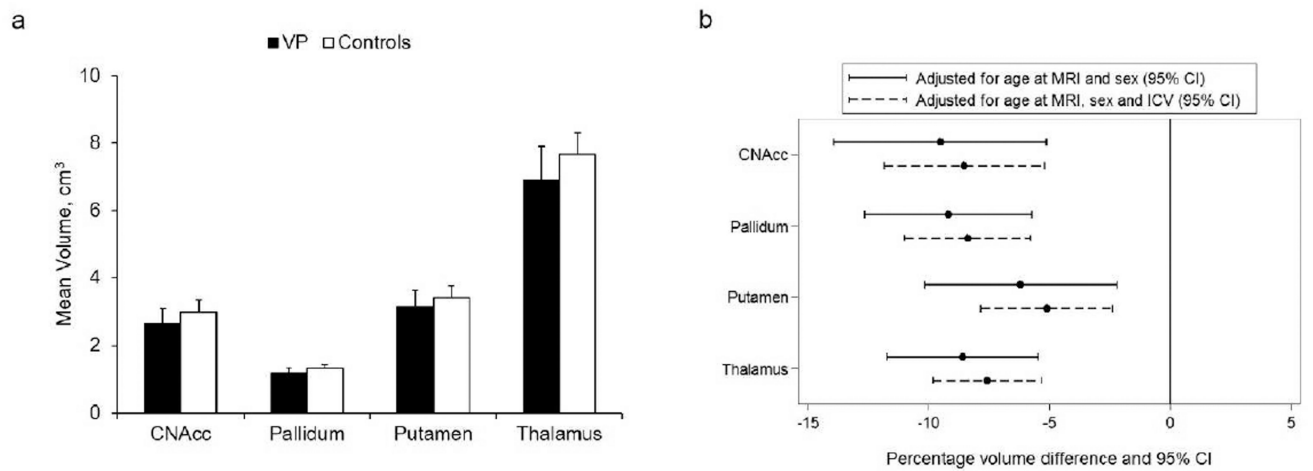 a
VP Controls
10
8
6
4
2
0
Mean Volume, cm³
CNAcc Pallidum Putamen Thalamus
b
Adjusted for age at MRI and sex (95% CI)
Adjusted for age at MRI, sex and ICV (95% CI)
CNAcc
Pallidum
Putamen
Thalamus
-15 -10 -5 0 5
Percentage volume difference and 95% CI